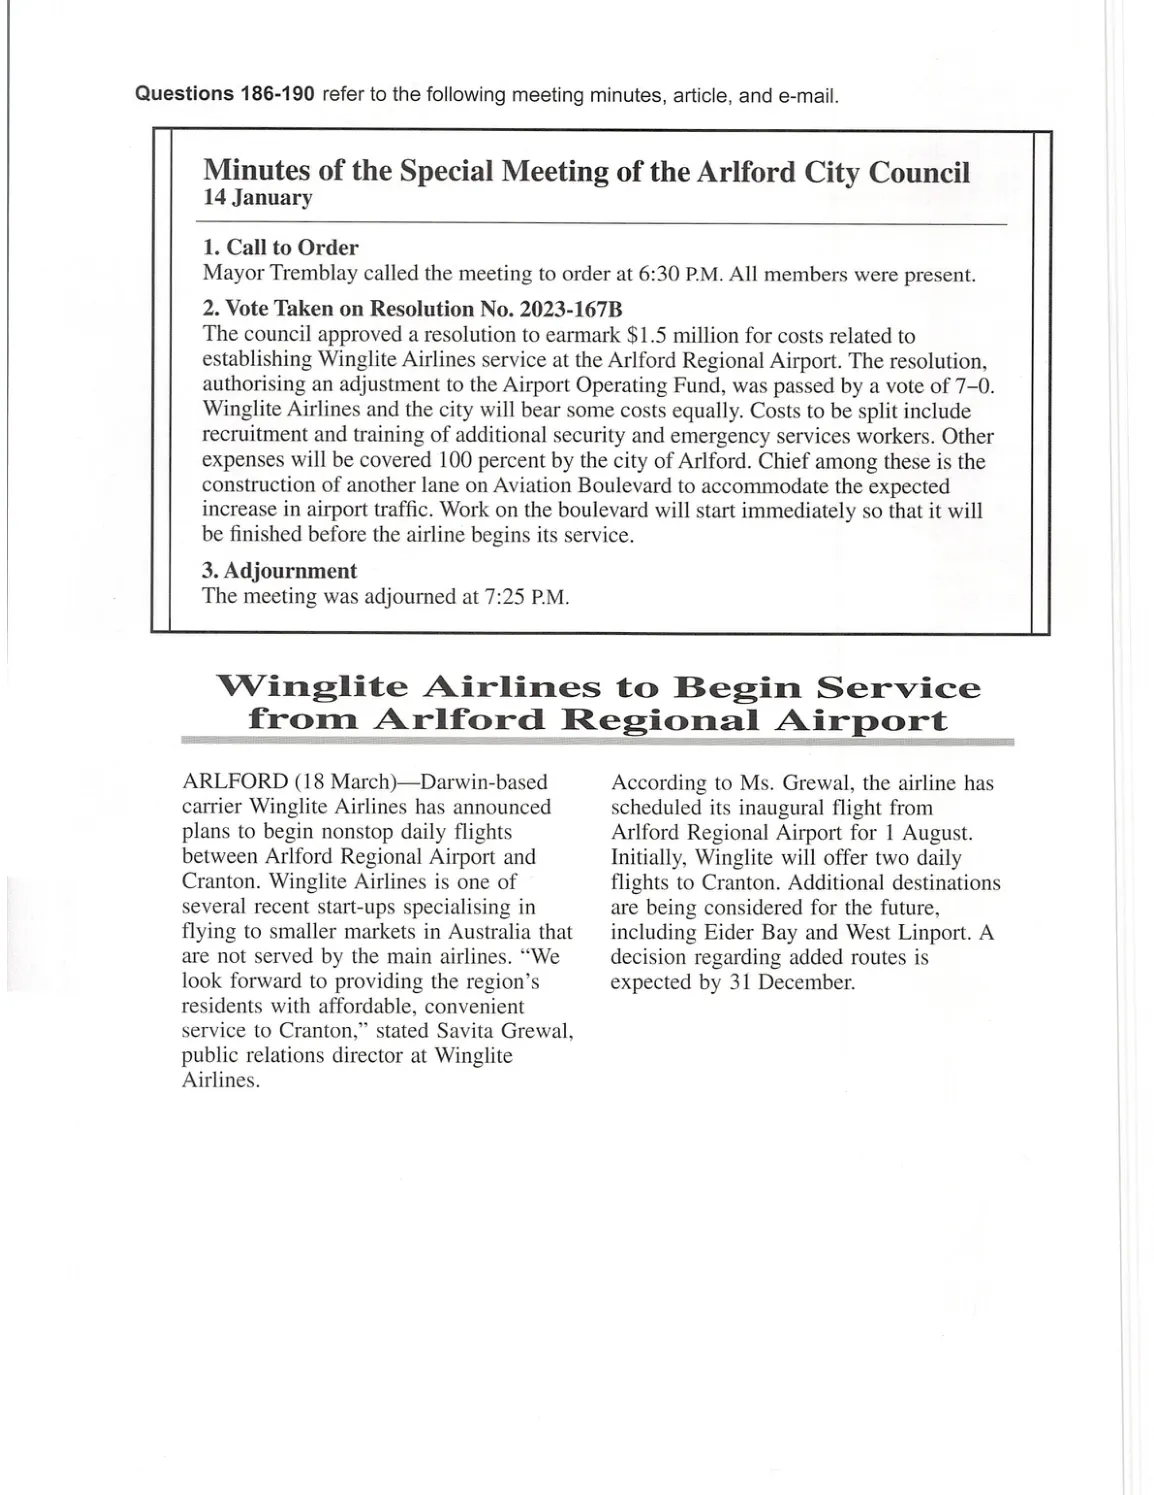 Questions 186-190 refer to the following meeting minutes, article, and e-mail.
Minutes of the Special Meeting of the Arlford City Council
14 January
1. Call to Order
Mayor Tremblay called the meeting to order at 6:30 P.M. All members were present.
2. Vote Taken on Resolution No. 2023-167B
The council approved a resolution to earmark $1.5 million for costs related to
establishing Winglite Airlines service at the Arlford Regional Airport. The resolution,
authorising an adjustment to the Airport Operating Fund, was passed by a vote of 7–0.
Winglite Airlines and the city will bear some costs equally. Costs to be split include
recruitment and training of additional security and emergency services workers. Other
expenses will be covered 100 percent by the city of Arlford. Chief among these is the
construction of another lane on Aviation Boulevard to accommodate the expected
increase in airport traffic. Work on the boulevard will start immediately so that it will
be finished before the airline begins its service.
3. Adjournment
The meeting was adjourned at 7:25 P.M.
Winglite Airlines to Begin Service
from Arlford Regional Airport
ARLFORD (18 March)—Darwin-based
carrier Winglite Airlines has announced
plans to begin nonstop daily flights
between Arlford Regional Airport and
Cranton. Winglite Airlines is one of
several recent start-ups specialising in
flying to smaller markets in Australia that
are not served by the main airlines. “We
look forward to providing the region’s
residents with affordable, convenient
service to Cranton,” stated Savita Grewal,
public relations director at Winglite
Airlines.
According to Ms. Grewal, the airline has
scheduled its inaugural flight from
Arlford Regional Airport for 1 August.
Initially, Winglite will offer two daily
flights to Cranton. Additional destinations
are being considered for the future,
including Eider Bay and West Linport. A
decision regarding added routes is
expected by 31 December.